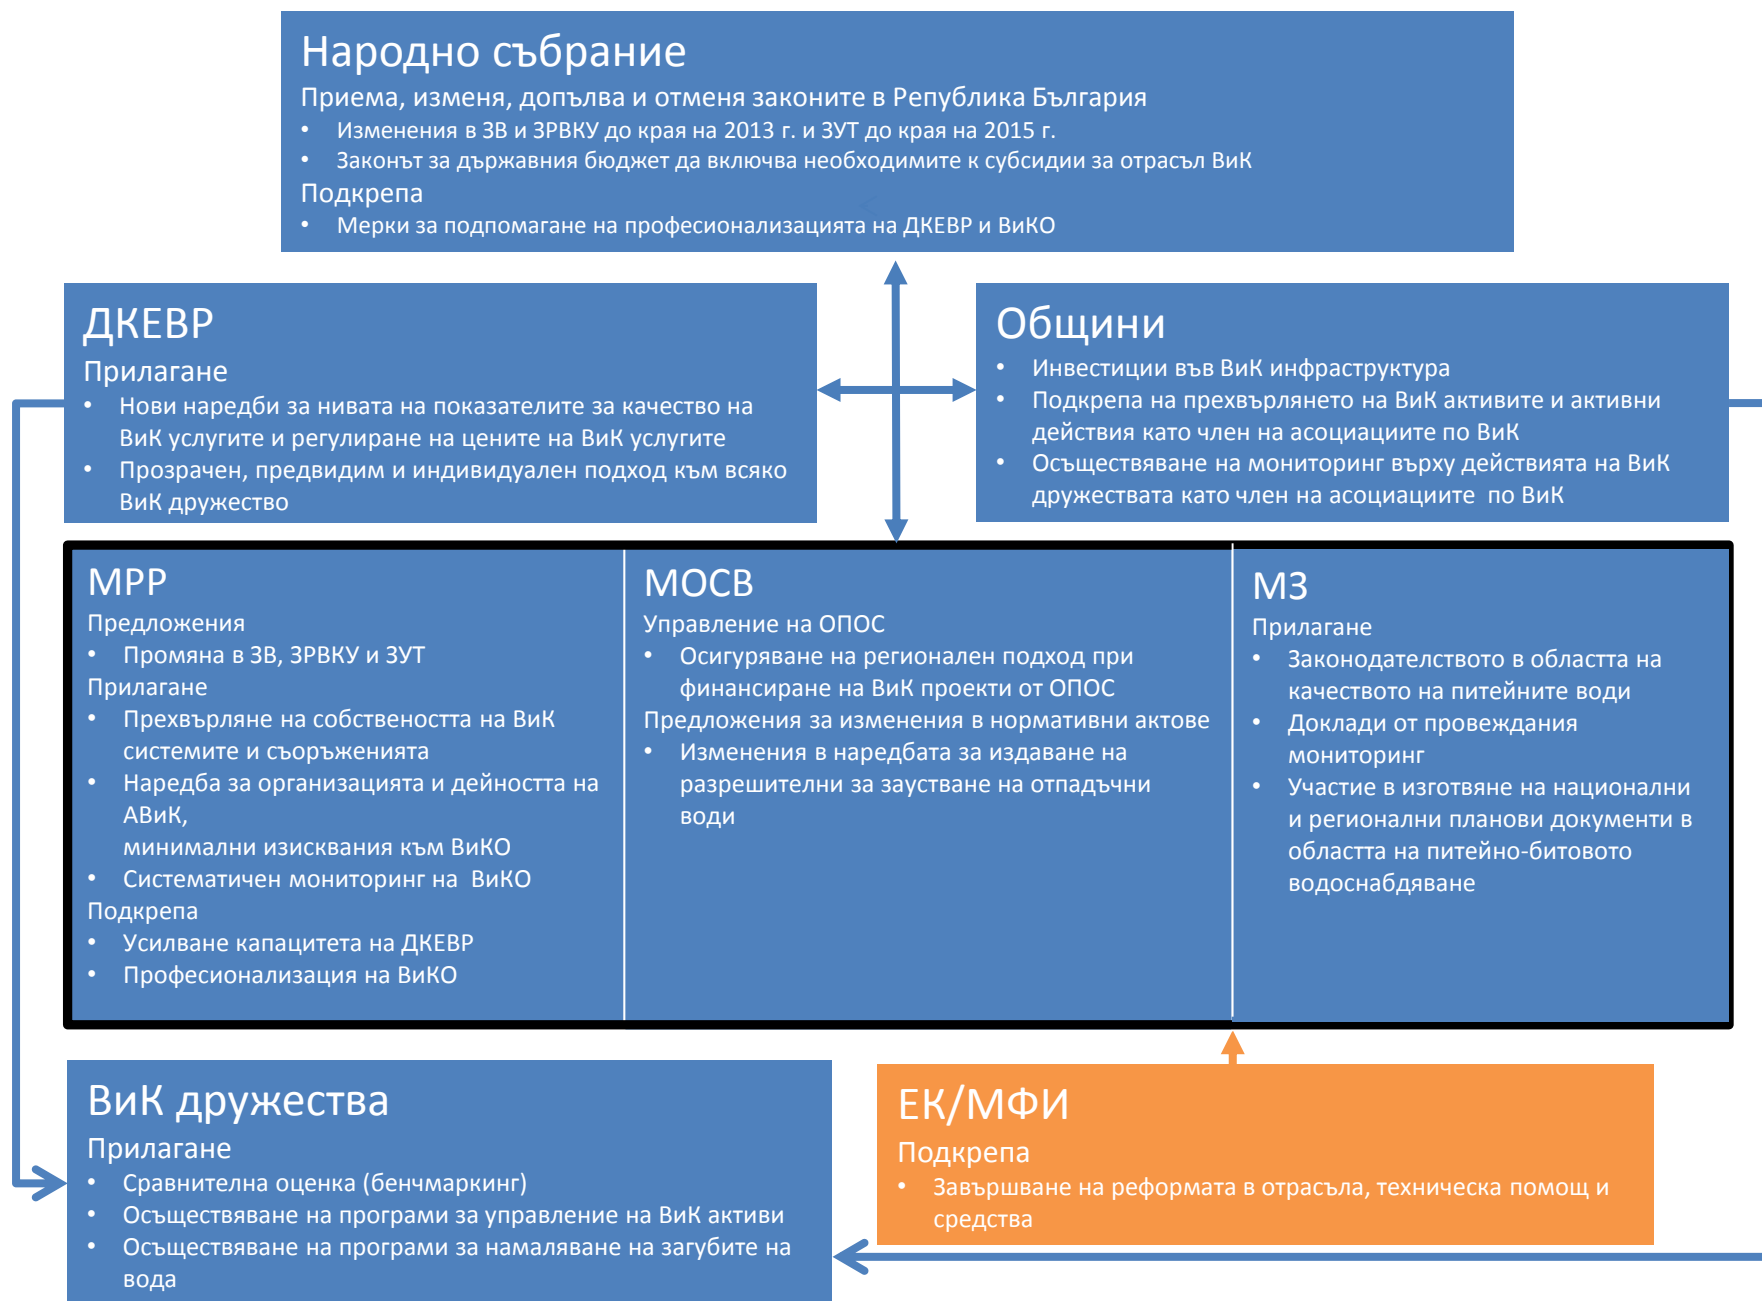 Народно събрание
Приема, изменя, допълва и отменя законите в Република България
• Изменения в ЗВ и ЗРВКУ до края на 2013 г. и ЗУТ до края на 2015 г.
• Законът за държавния бюджет да включва необходимите к субсидии за отрасъл ВиК
Подкрепа
• Мерки за подпомагане на професионализацията на ДКЕВР и ВиКО
ДКЕВР
Прилагане
• Нови наредби за нивата на показателите за качество на
ВиК услугите и регулиране на цените на ВиК услугите
• Прозрачен, предвидим и индивидуален подход към всяко
ВиК дружество
Общини
• Инвестиции във ВиК инфраструктура
• Подкрепа на прехвърлянето на ВиК активите и активни
действия като член на асоциациите по ВиК
• Осъществяване на мониторинг върху действията на ВиК
дружествата като член на асоциациите по ВиК
МРР
Предложения
• Промяна в ЗВ, ЗРВКУ и ЗУТ
Прилагане
• Прехвърляне на собствеността на ВиК
системите и съоръженията
• Наредба за организацията и дейността на
АВиК,
минимални изисквания към ВиКО
• Систематичен мониторинг на ВиКО
Подкрепа
• Усилване капацитета на ДКЕВР
• Професионализация на ВиКО
МОСВ
Управление на ОПОС
• Осигуряване на регионален подход при
финансиране на ВиК проекти от ОПОС
Предложения за изменения в нормативни актове
• Изменения в наредбата за издаване на
разрешителни за заустване на отпадъчни
води
МЗ
Прилагане
• Законодателството в областта на
качеството на питейните води
• Доклади от провеждания
мониторинг
• Участие в изготвяне на национални
и регионални планови документи в
областта на питейно-битовото
водоснабдяване
ВиК дружества
Прилагане
• Сравнителна оценка (бенчмаркинг)
• Осъществяване на програми за управление на ВиК активи
• Осъществяване на програми за намаляване на загубите на
вода
ЕК/МФИ
Подкрепа
• Завършване на реформата в отрасъла, техническа помощ и
средства